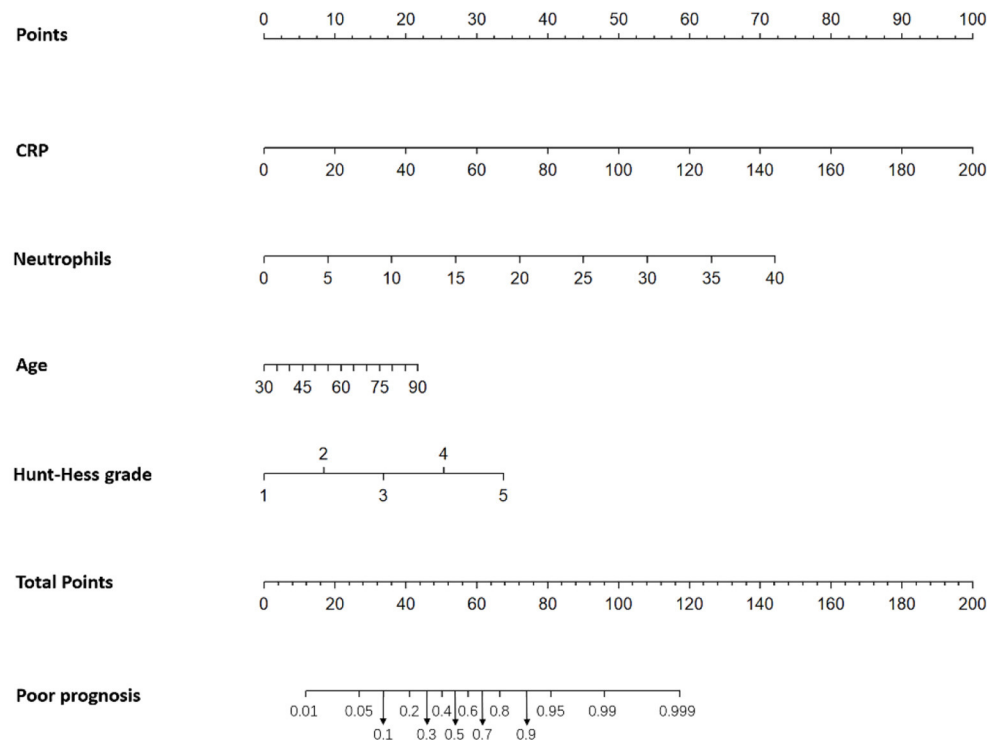 Points 0 10 20 30 40 50 60 70 80 90 100
CRP
0 20 40 60 80 100 120 140 160 180 200
Neutrophils
0 5 10 15 20 25 30 35 40
Age
30 45 60 75 90
2 4
Hunt-Hess grade
1 3 5
Total Points
0 20 40 60 80 100 120 140 160 180 200
Poor prognosis
0.01 0.05 0.2 0.4 0.6 0.8 0.95 0.99 0.999
0.1 0.3 0.5 0.7 0.9